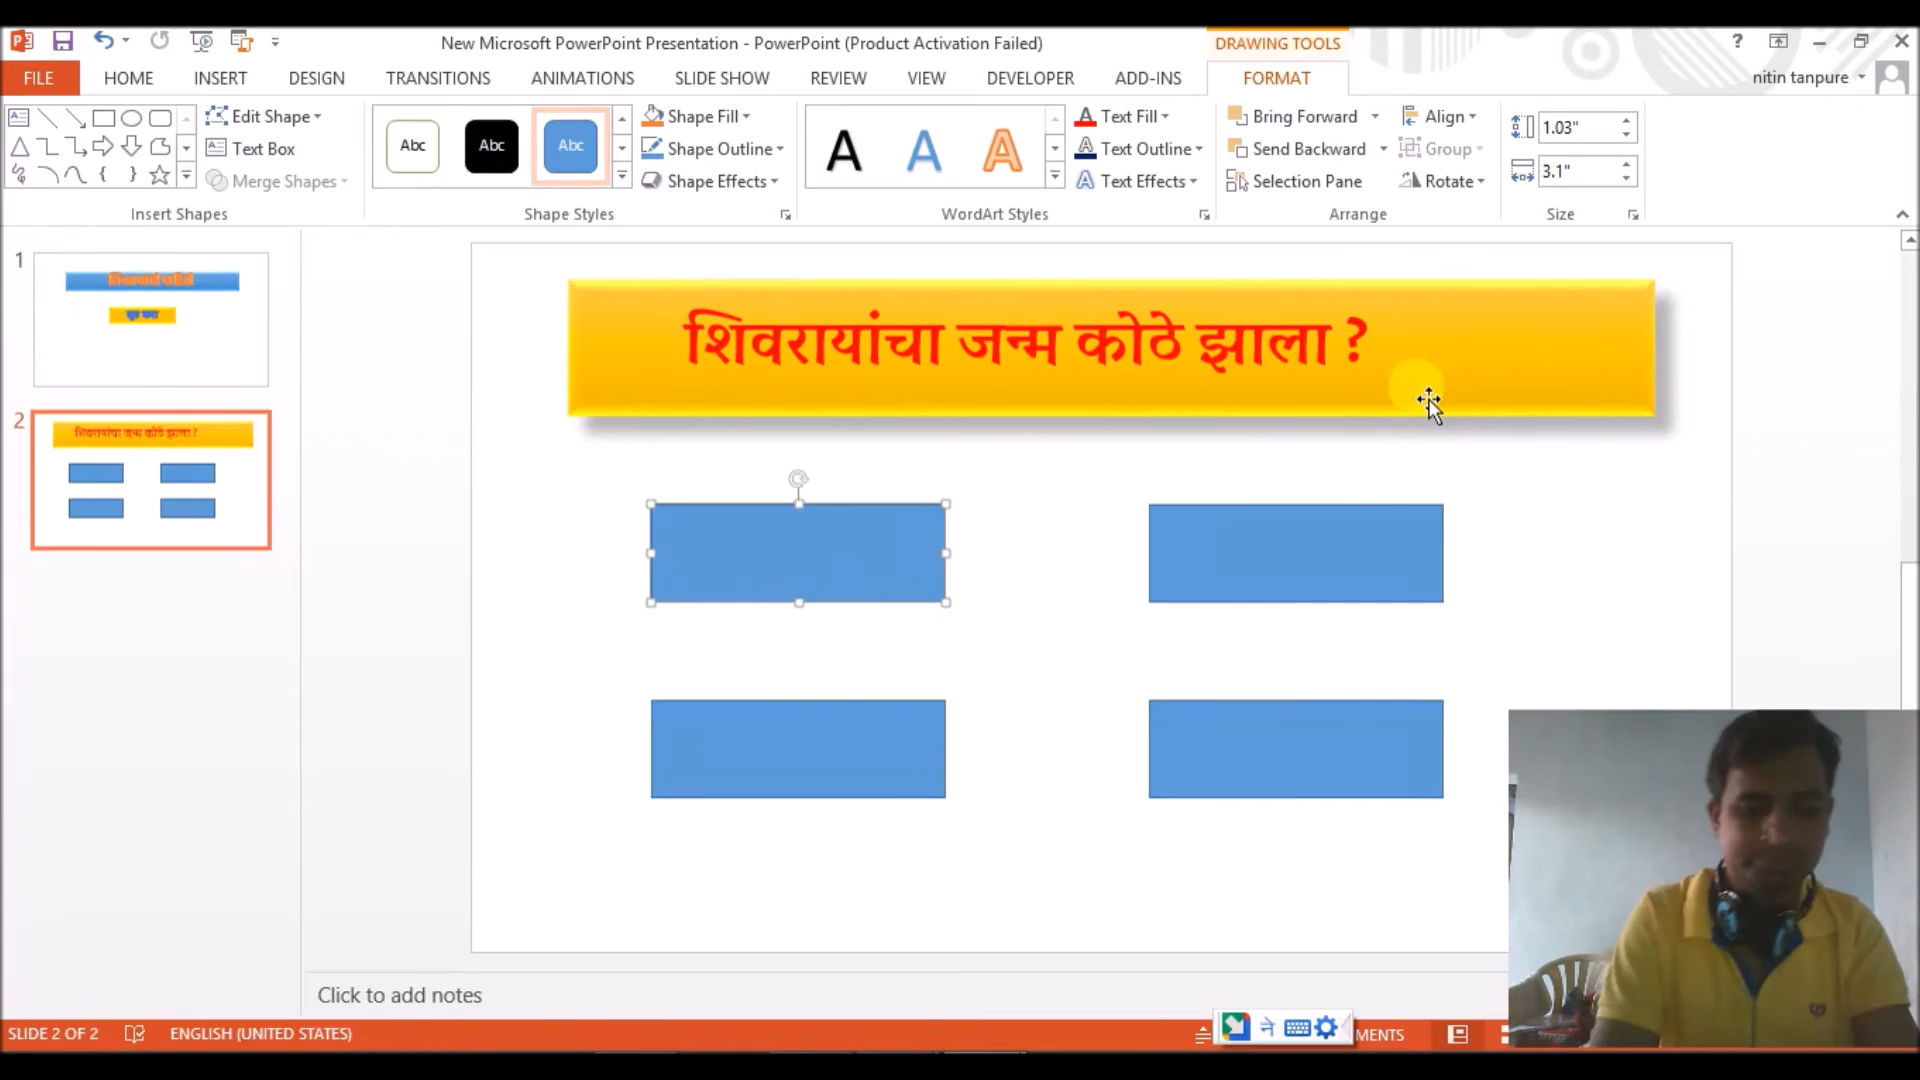 New Microsoft PowerPoint Presentation - PowerPoint (Product Activation Failed)
DRAWING TOOLS
?
FILE
HOME
INSERT
DESIGN
TRANSITIONS
ANIMATIONS
SLIDE SHOW
REVIEW
VIEW
DEVELOPER
ADD-INS
FORMAT
nitin tanpure
Edit Shape
Text Box
Merge Shapes
Insert Shapes
Abc
Abc
Abc
Shape Fill
Shape Outline
Shape Effects
Shape Styles
A
A
A
Text Fill
Text Outline
Text Effects
WordArt Styles
Bring Forward
Send Backward
Selection Pane
Align
Group
Rotate
Arrange
1.03"
3.1"
Size
1
2
शिवरायांचा जन्म कोठे झाला ?
शिवरायांचा जन्म कोठे झाला ?
Click to add notes
SLIDE 2 OF 2
ENGLISH (UNITED STATES)
ने
MENTS